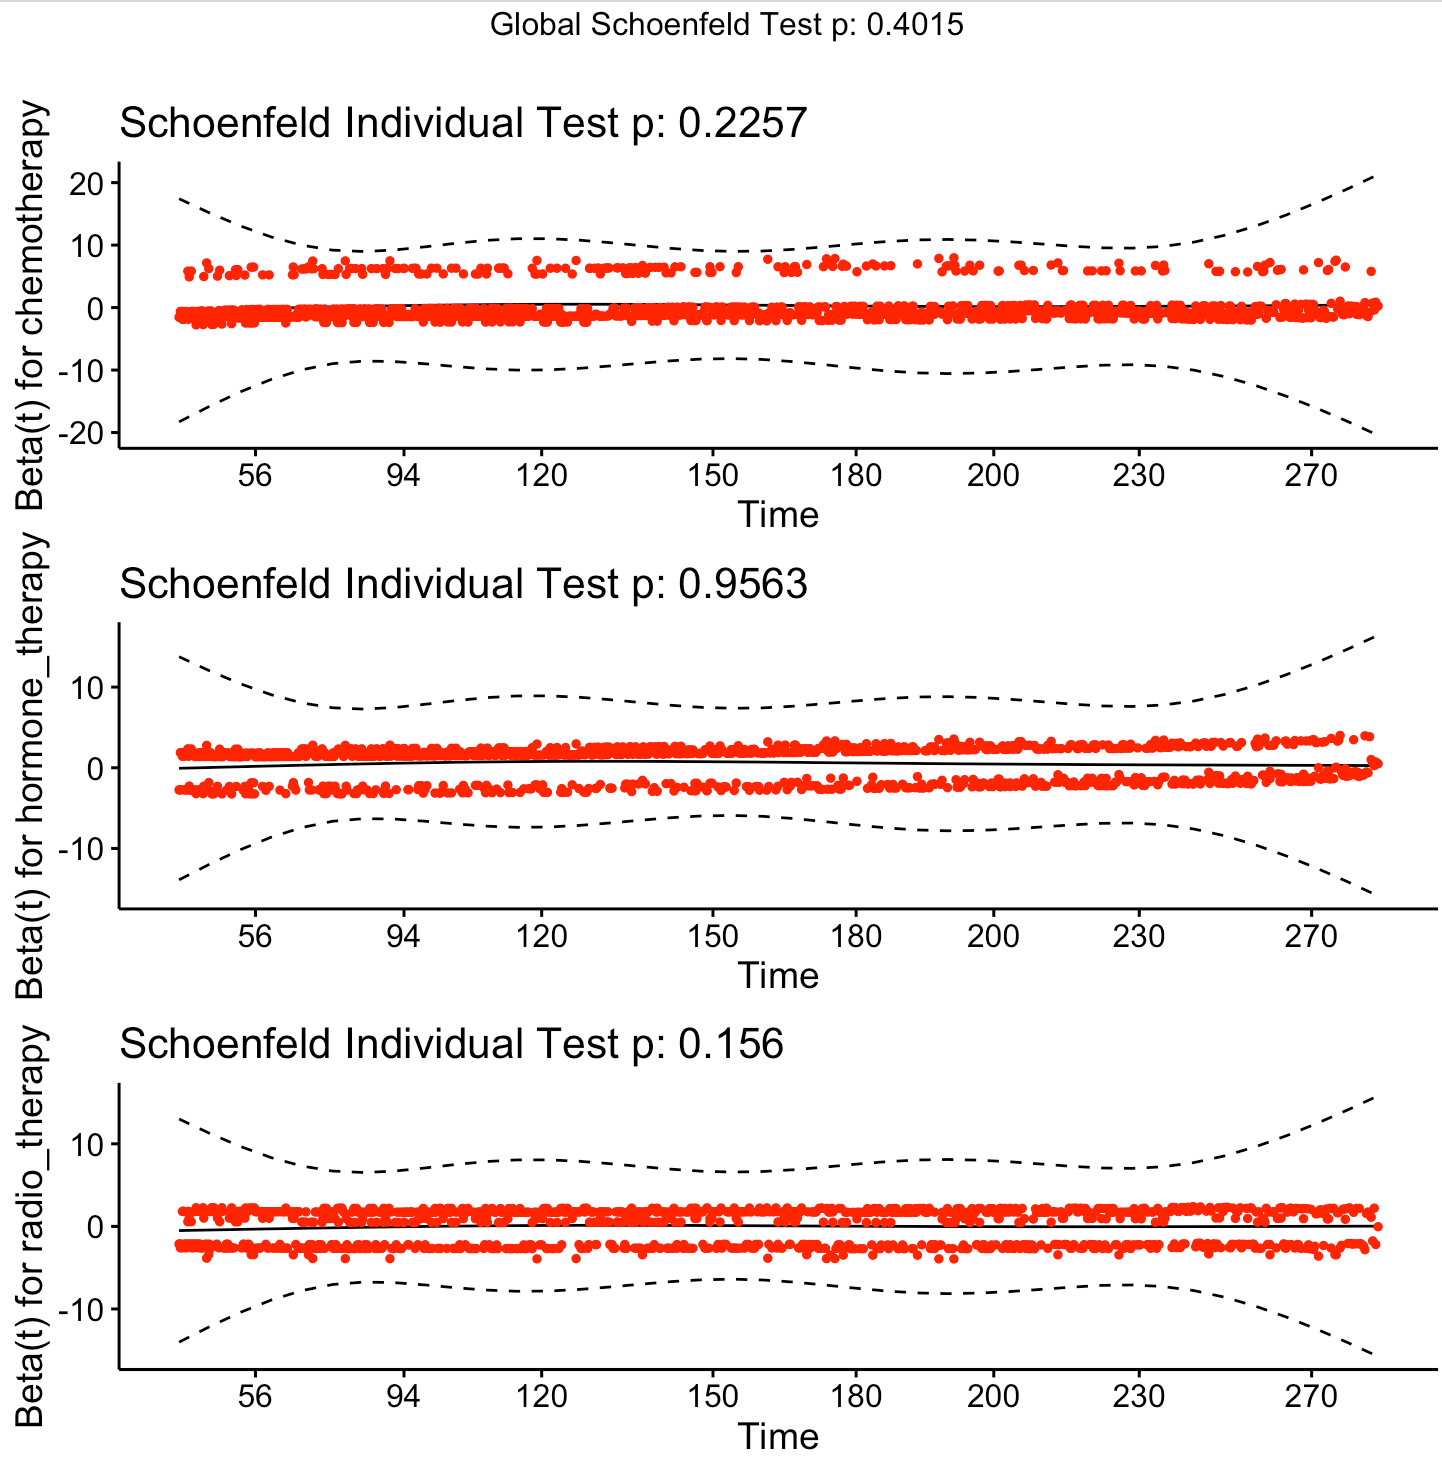 Global Schoenfeld Test p: 0.4015
Schoenfeld Individual Test p: 0.2257
Beta(t) for chemotherapy
20
10
0
-10
-20
56 94 120 150 180 200 230 270
Time
Schoenfeld Individual Test p: 0.9563
Beta(t) for hormone_therapy
10
0
-10
56 94 120 150 180 200 230 270
Time
Schoenfeld Individual Test p: 0.156
Beta(t) for radio_therapy
10
0
-10
56 94 120 150 180 200 230 270
Time